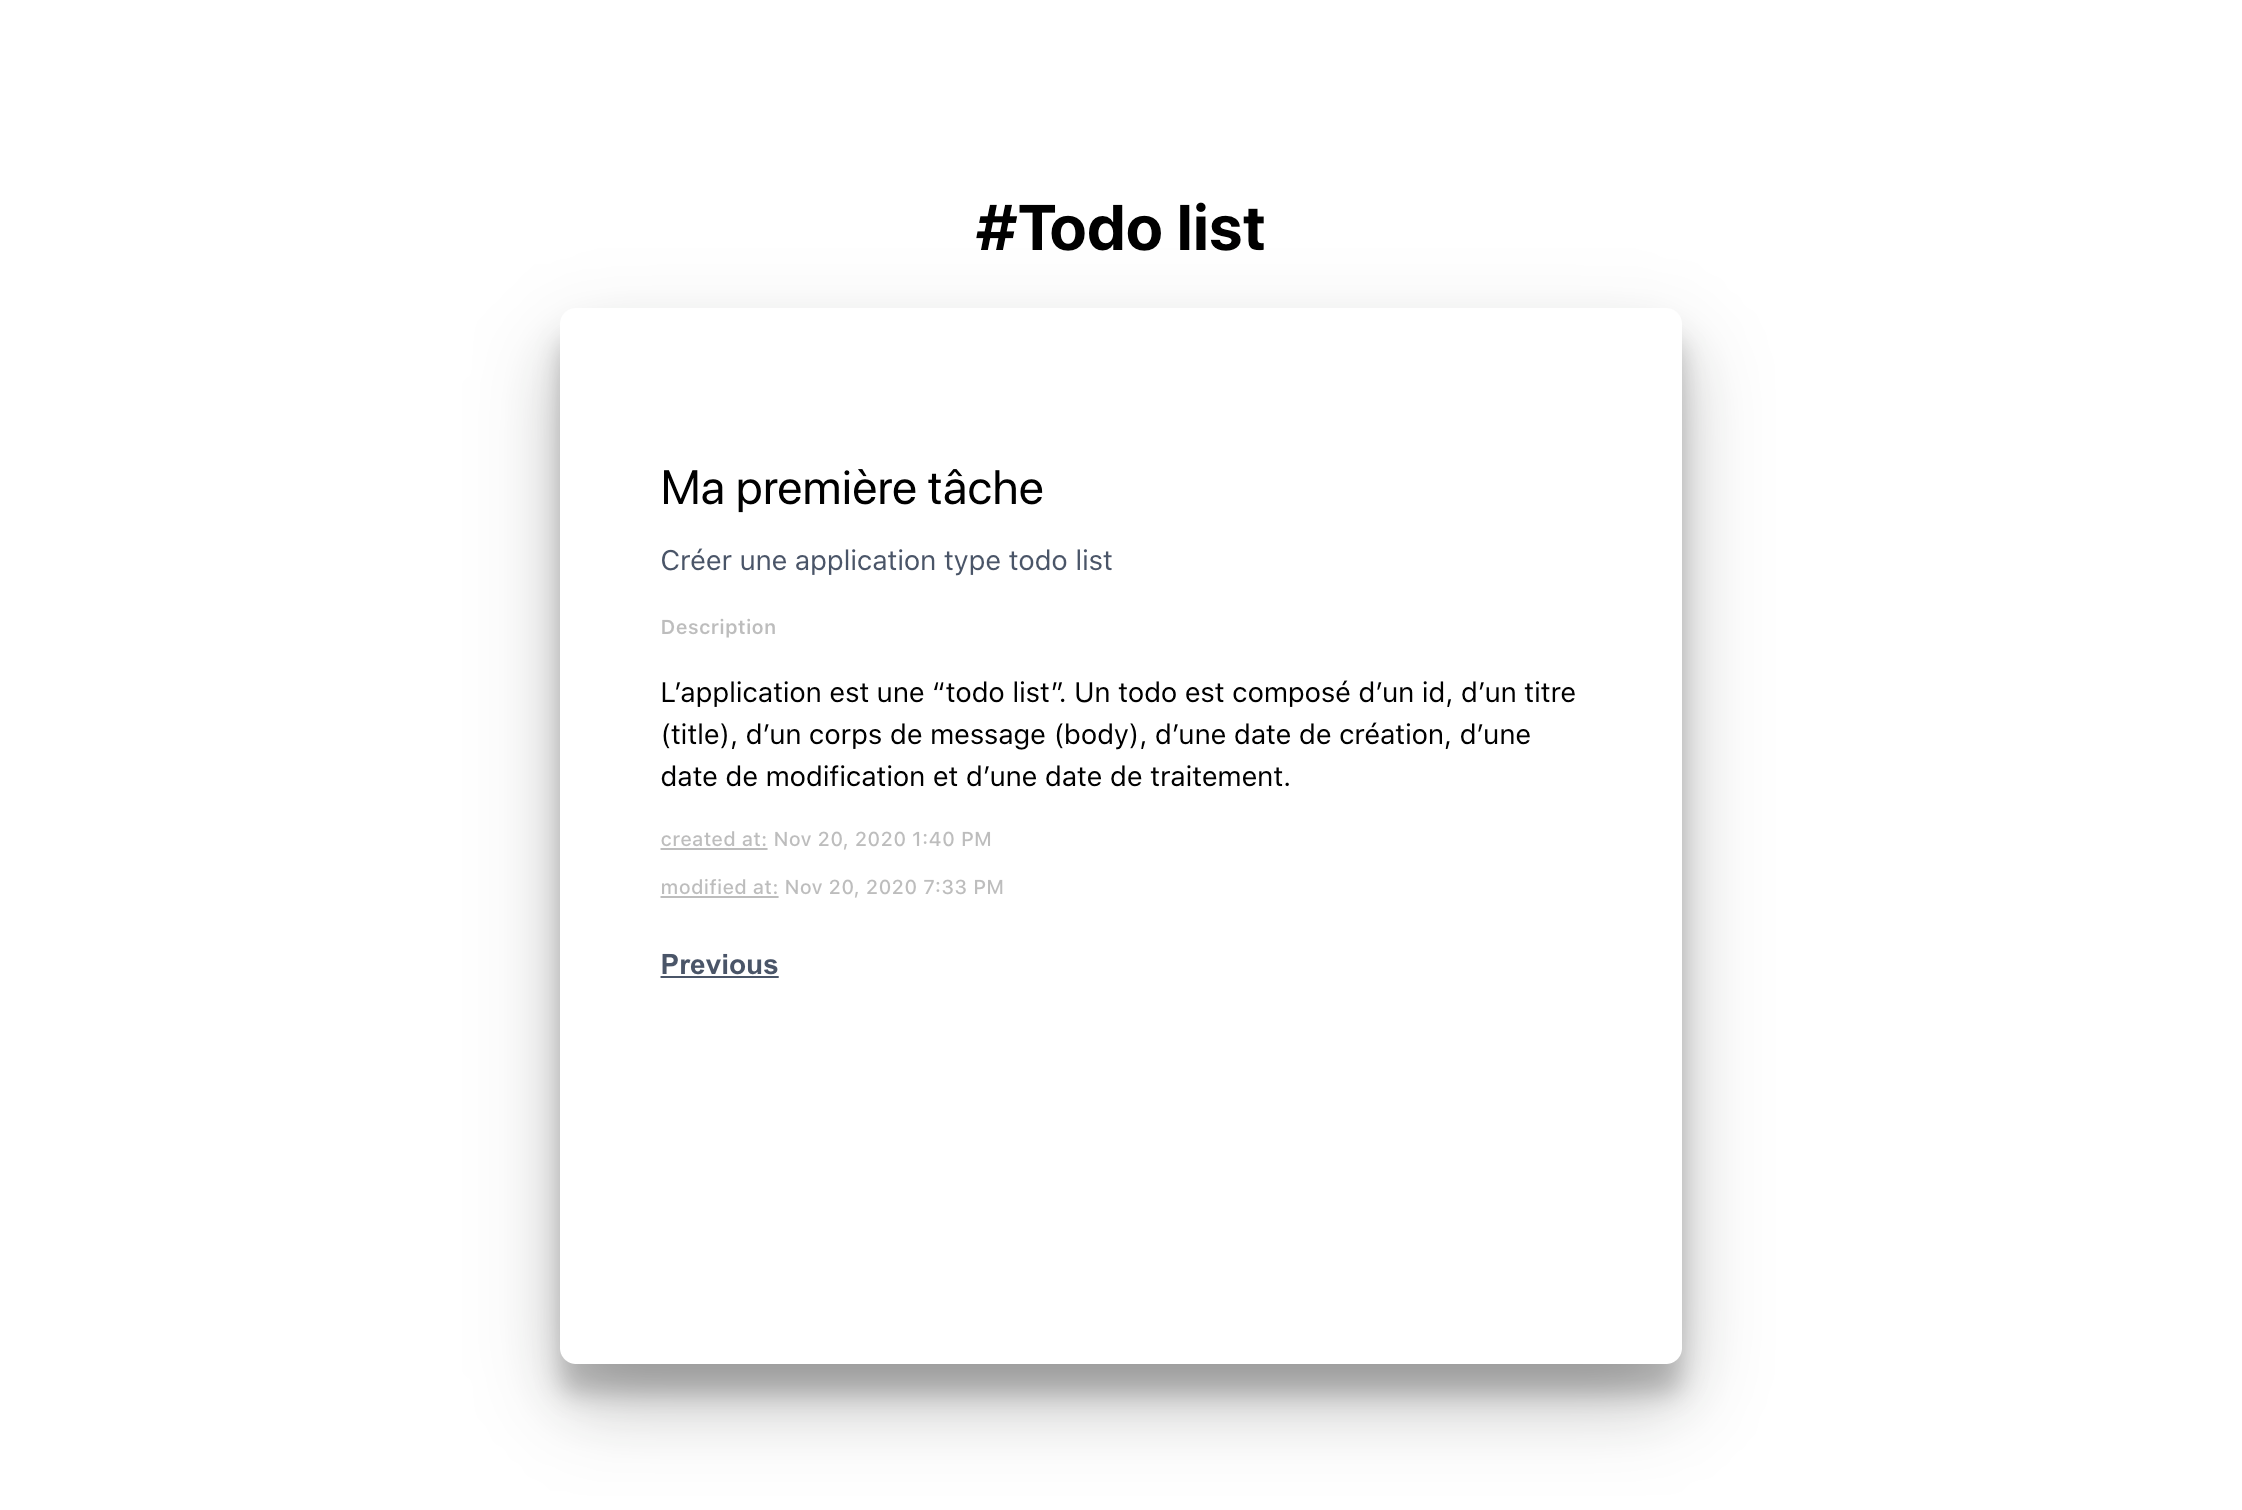 #Todo list
Ma première tâche
Créer une application type todo list
Description
L’application est une “todo list”. Un todo est composé d’un id, d’un titre
(title), d’un corps de message (body), d’une date de création, d’une
date de modification et d’une date de traitement.
created at: Nov 20, 2020 1:40 PM
modified at: Nov 20, 2020 7:33 PM
Previous